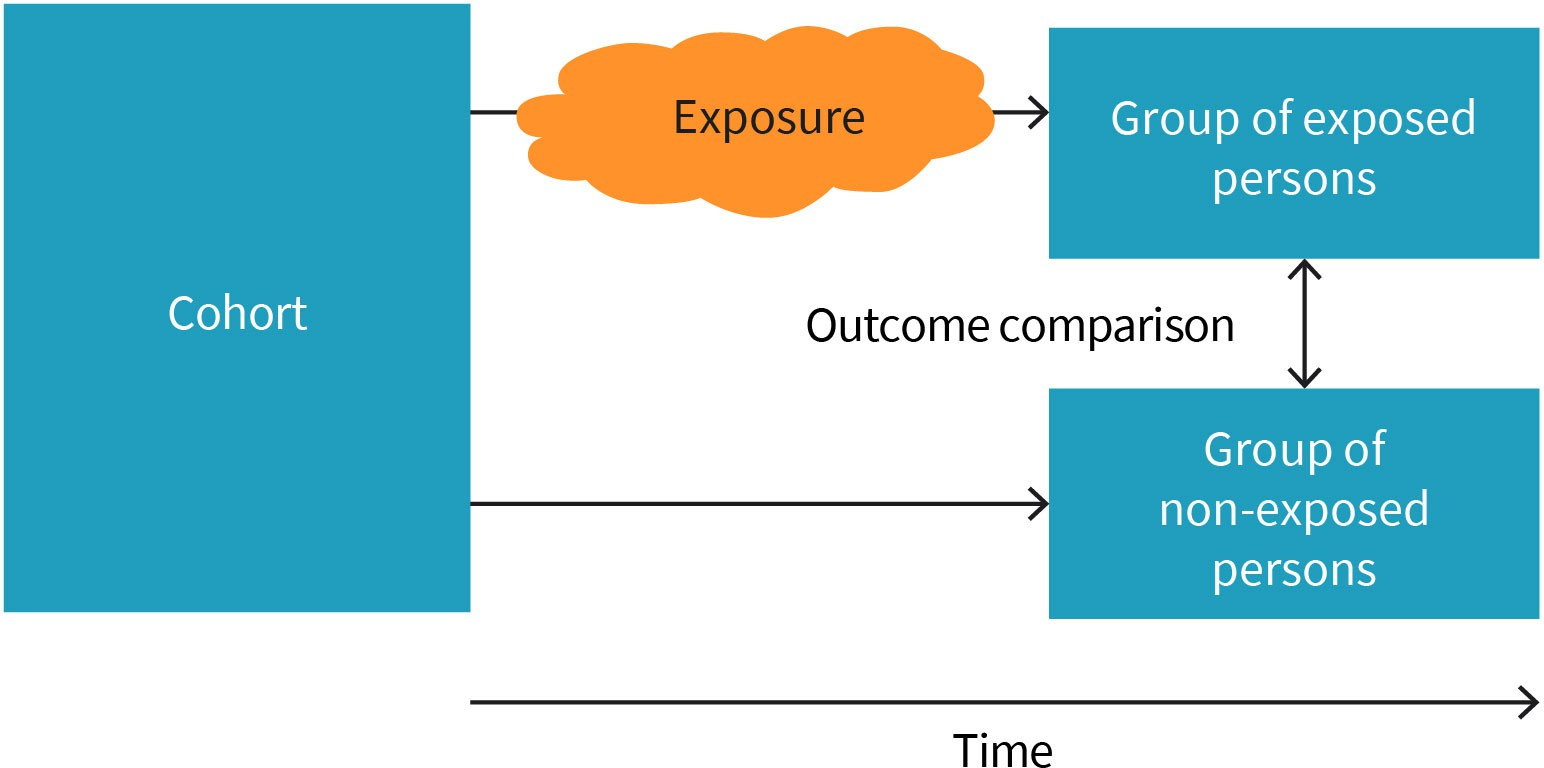 Cohort
Exposure
Group of exposed
persons
Outcome comparison
Group of
non-exposed
persons
Time